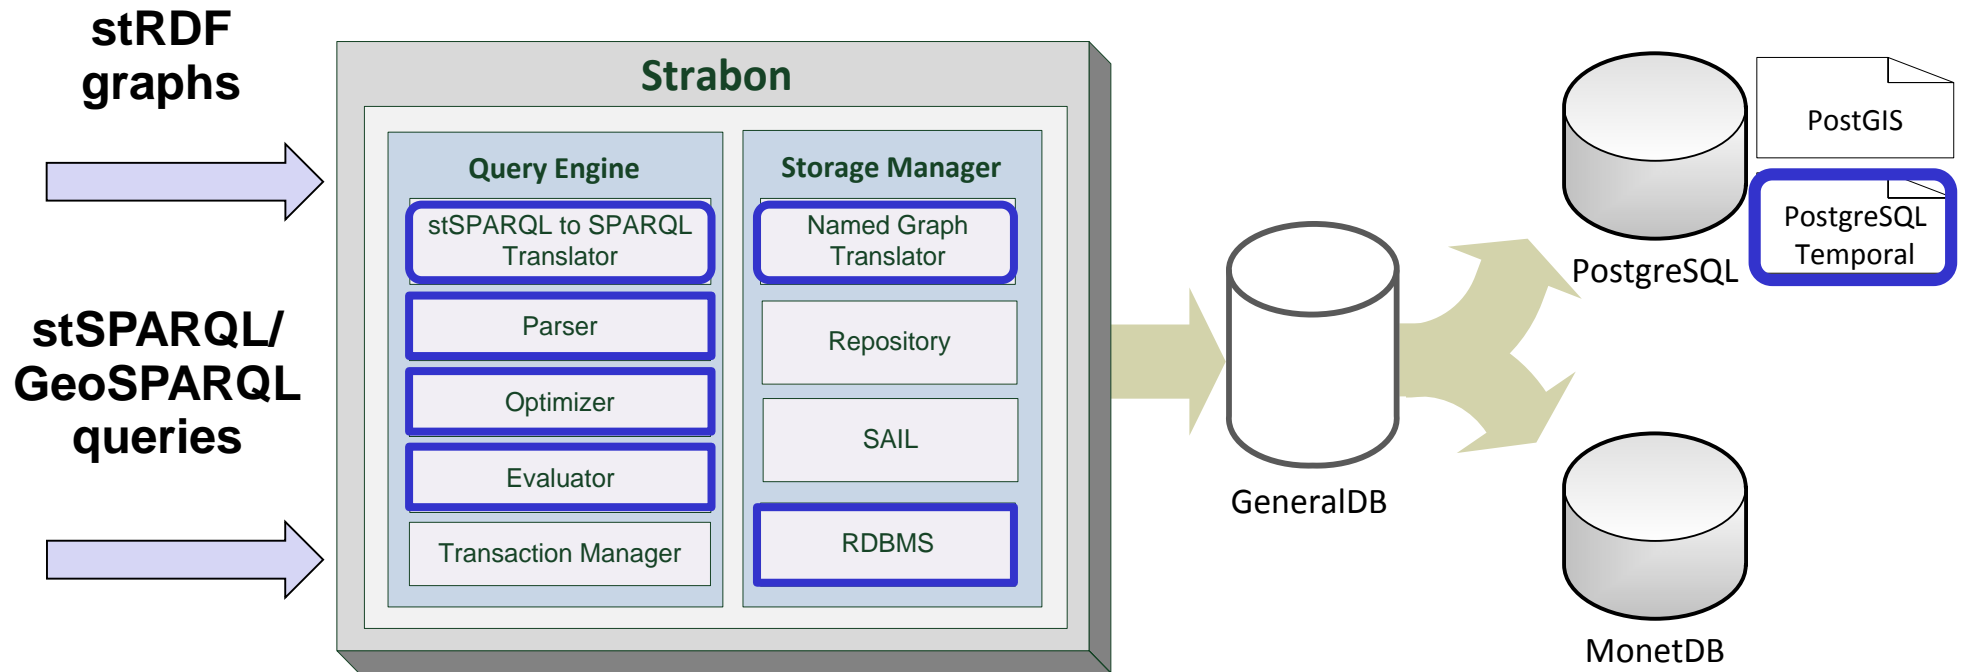 stRDF
graphs
stSPARQL/
GeoSPARQL
queries
Strabon
Query Engine
stSPARQL to SPARQL
Translator
Parser
Optimizer
Evaluator
Transaction Manager
Storage Manager
Named Graph
Translator
Repository
SAIL
RDBMS
GeneralDB
PostgreSQL
PostGIS
PostgreSQL
Temporal
MonetDB